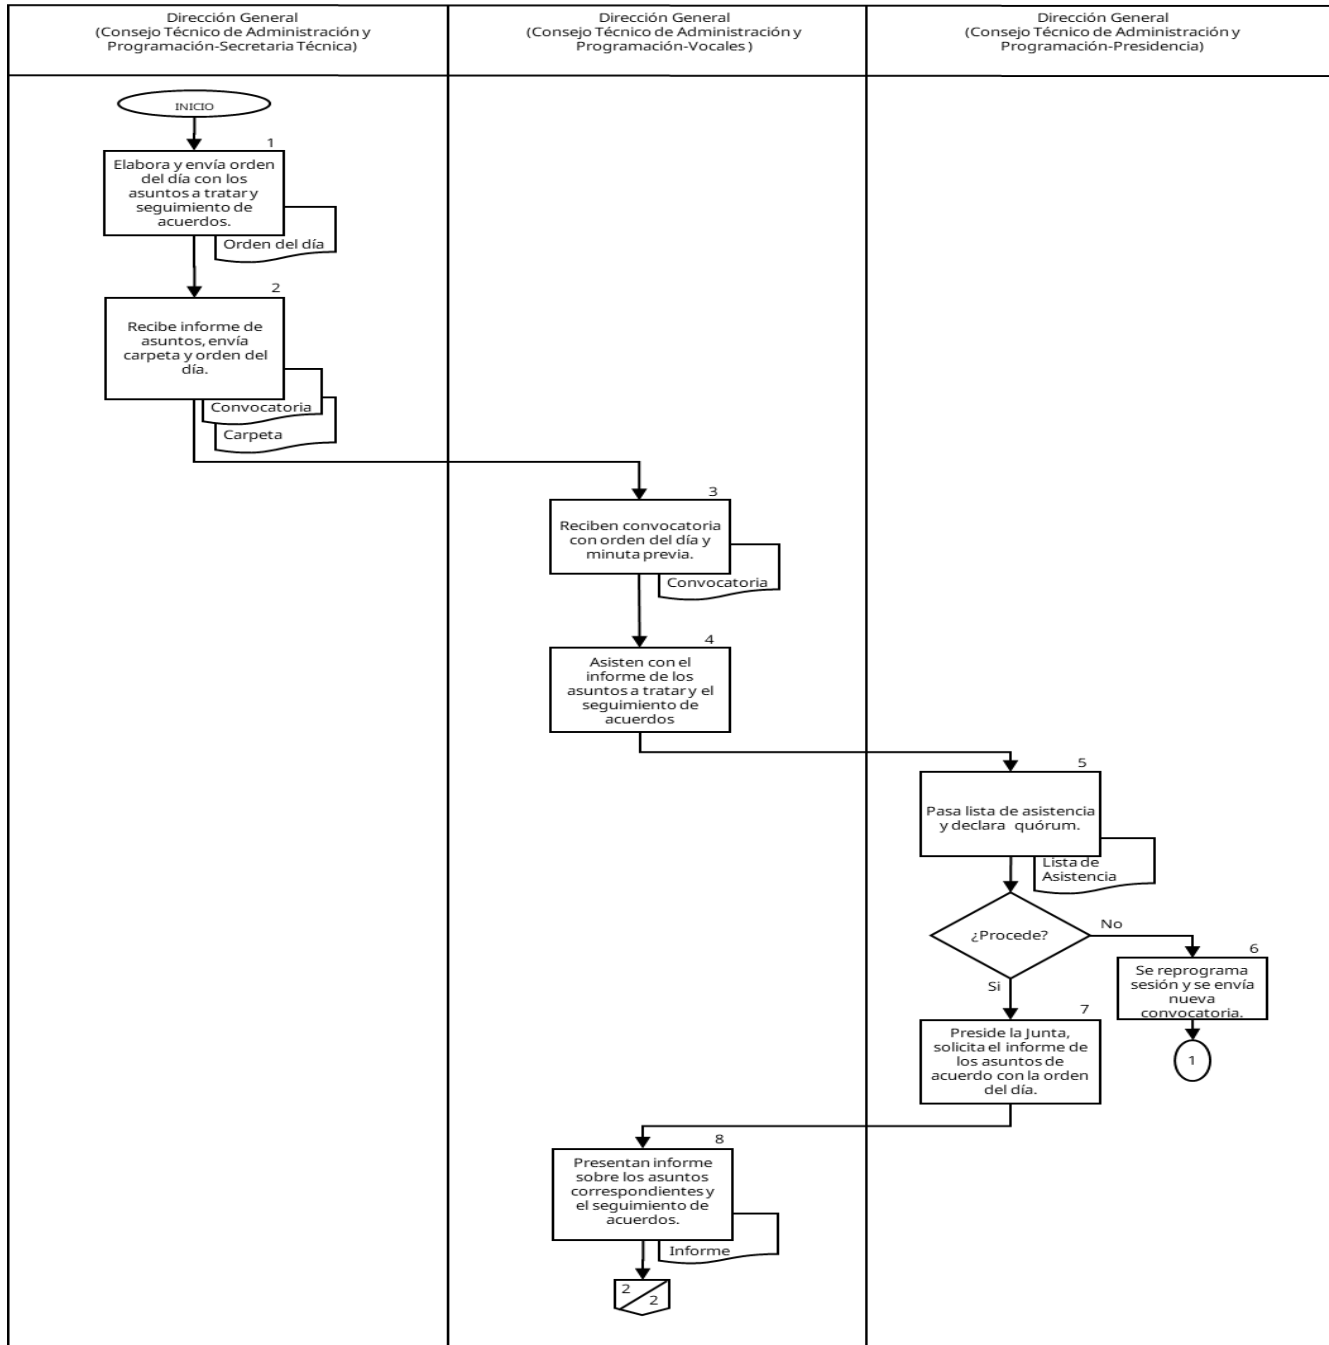 Dirección General
(Consejo Técnico de Administración y
Programación-Secretaria Técnica)
Dirección General
(Consejo Técnico de Administración y
Programación-Vocales )
Dirección General
(Consejo Técnico de Administración y
Programación-Presidencia)
INICIO
1
Elabora y envía orden
del día con los
asuntos a tratar y
seguimiento de
acuerdos.
Orden del día
2
Recibe informe de
asuntos, envía
carpeta y orden del
día.
Convocatoria
Carpeta
3
Reciben convocatoria
con orden del día y
minuta previa.
Convocatoria
4
Asisten con el
informe de los
asuntos a tratar y el
seguimiento de
acuerdos
5
Pasa lista de asistencia
y declara quórum.
Lista de
Asistencia
¿Procede?
No
Si
6
Se reprograma
sesión y se envía
nueva
convocatoria.
1
7
Preside la Junta,
solicita el informe de
los asuntos de
acuerdo con la orden
del día.
8
Presentan informe
sobre los asuntos
correspondientes y
el seguimiento de
acuerdos.
Informe
2
2